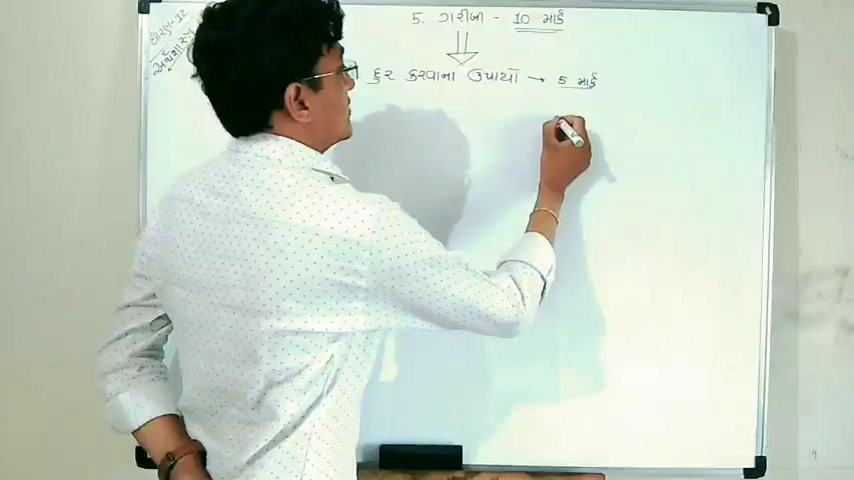 ધોરણ-12
અર્થશાસ્ત્ર
5. ગરીબી - 10 માર્ક
દુર કરવાના ઉપાયો → 5 માર્ક